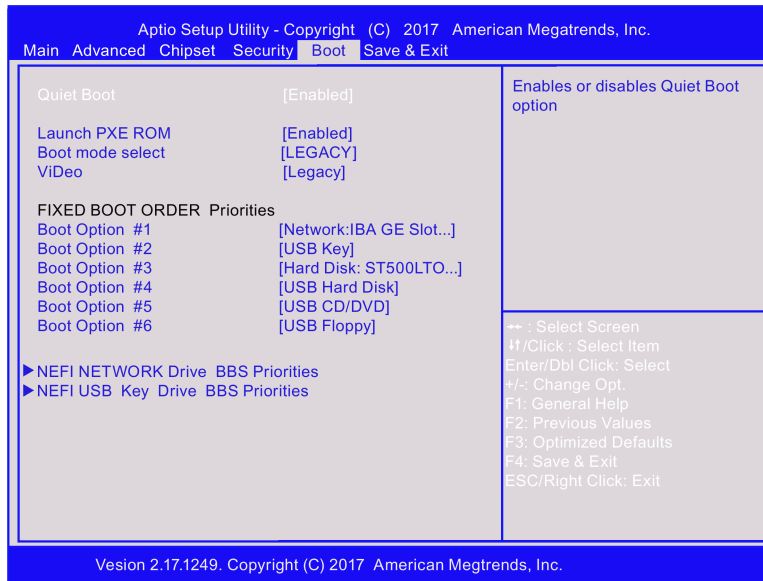 Aptio Setup Utility - Copyright (C) 2017 American Megatrends, Inc.
Main Advanced Chipset Security Boot Save & Exit
Quiet Boot [Enabled]
Launch PXE ROM [Enabled]
Boot mode select [LEGACY]
ViDeo [Legacy]
FIXED BOOT ORDER Priorities
Boot Option #1 [Network:IBA GE Slot...]
Boot Option #2 [USB Key]
Boot Option #3 [Hard Disk: ST500LTO...]
Boot Option #4 [USB Hard Disk]
Boot Option #5 [USB CD/DVD]
Boot Option #6 [USB Floppy]
▶NEFI NETWORK Drive BBS Priorities
▶NEFI USB Key Drive BBS Priorities
Enables or disables Quiet Boot
option
↔ : Select Screen
↓↑/Click : Select Item
Enter/Dbl Click: Select
+/-: Change Opt.
F1: General Help
F2: Previous Values
F3: Optimized Defaults
F4: Save & Exit
ESC/Right Click: Exit
Vesion 2.17.1249. Copyright (C) 2017 American Megtrends, Inc.